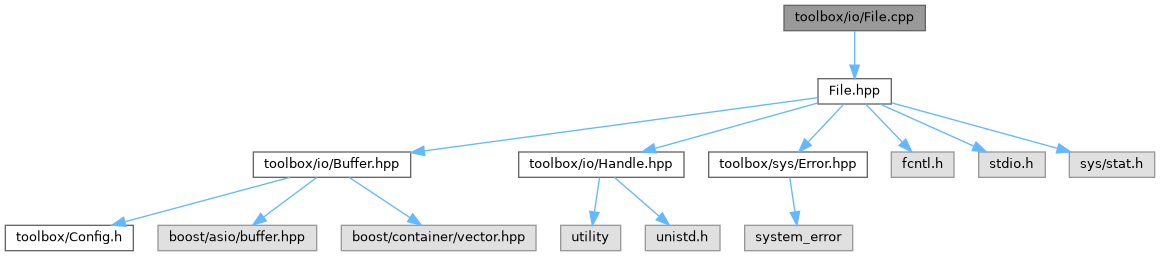 toolbox/io/File.cpp
File.hpp
toolbox/io/Buffer.hpp
toolbox/io/Handle.hpp
toolbox/sys/Error.hpp
fcntl.h
stdio.h
sys/stat.h
toolbox/Config.h
boost/asio/buffer.hpp
boost/container/vector.hpp
utility
unistd.h
system_error